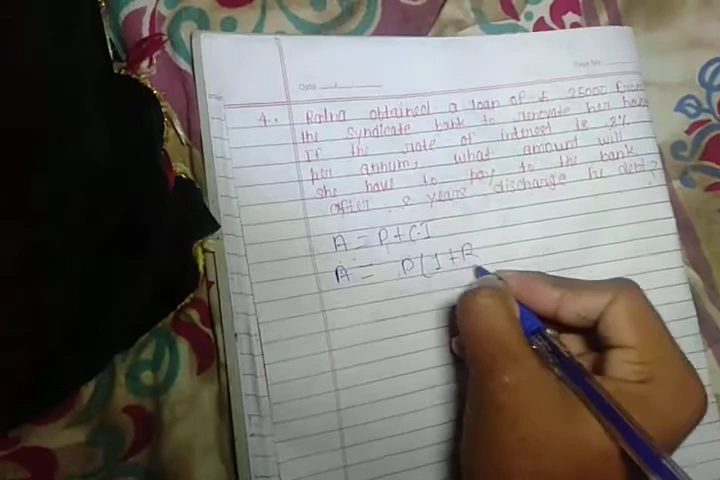 Date
Page No.
4. Ratna obtained a loan of 25000 from
the Syndicate bank to renovate her house
If the rate of interest is 8%
per annum, what amount will
she have to pay to the bank
after 2 years discharge he debt?
A = P + C.I
A = P(1+R